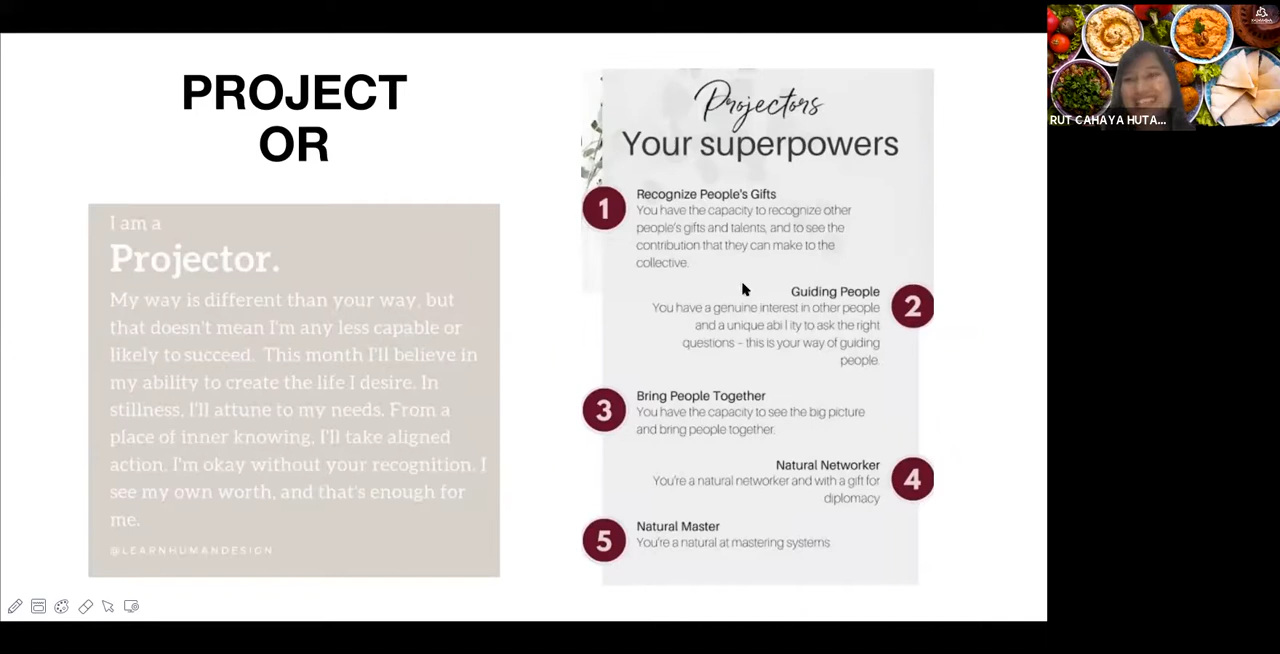 PROJECT
OR
I am a
Projector.
My way is different than your way, but
that doesn't mean I'm any less capable or
likely to succeed. This month I'll believe in
my ability to create the life I desire. In
stillness, I'll attune to my needs. From a
place of inner knowing, I'll take aligned
action. I'm okay without your recognition. I
see my own worth, and that's enough for
me.
@LEARNHUMANDESIGN
Projectors
Your superpowers
1
Recognize People's Gifts
You have the capacity to recognize other
people's gifts and talents, and to see the
contribution that they can make to the
collective.
2
Guiding People
You have a genuine interest in other people
and a unique abi l ity to ask the right
questions – this is your way of guiding
people.
3
Bring People Together
You have the capacity to see the big picture
and bring people together.
4
Natural Networker
You're a natural networker and with a gift for
diplomacy
5
Natural Master
You're a natural at mastering systems
RUT CAHAYA HUTA...